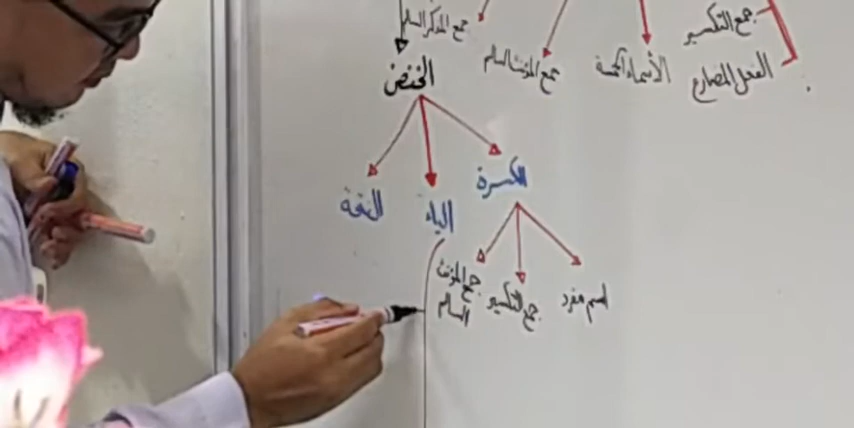 جمع التكسير
الفعل المضارع
الأسماء الخمسة
جمع المؤنث السالم
جمع المذكر السالم
الخفض
الكسرة
الياء
الفتحة
اسم مفرد
جمع التكسير
جمع المؤنث
السالم